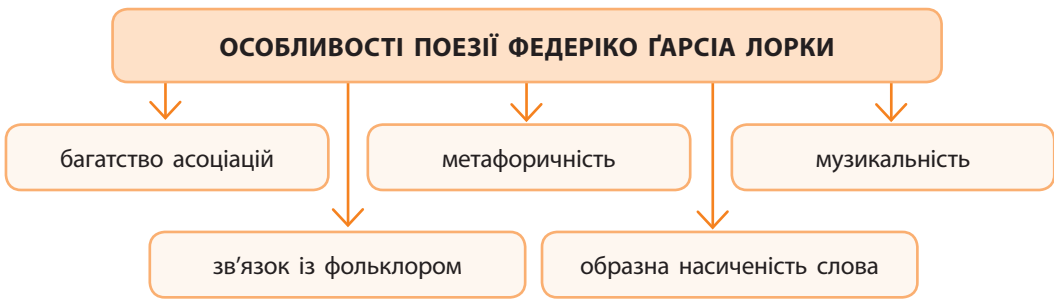 ОСОБЛИВОСТІ ПОЕЗІЇ ФЕДЕРІКО ҐАРСІА ЛОРКИ
багатство асоціацій
метафоричність
музикальність
зв'язок із фольклором
образна насиченість слова